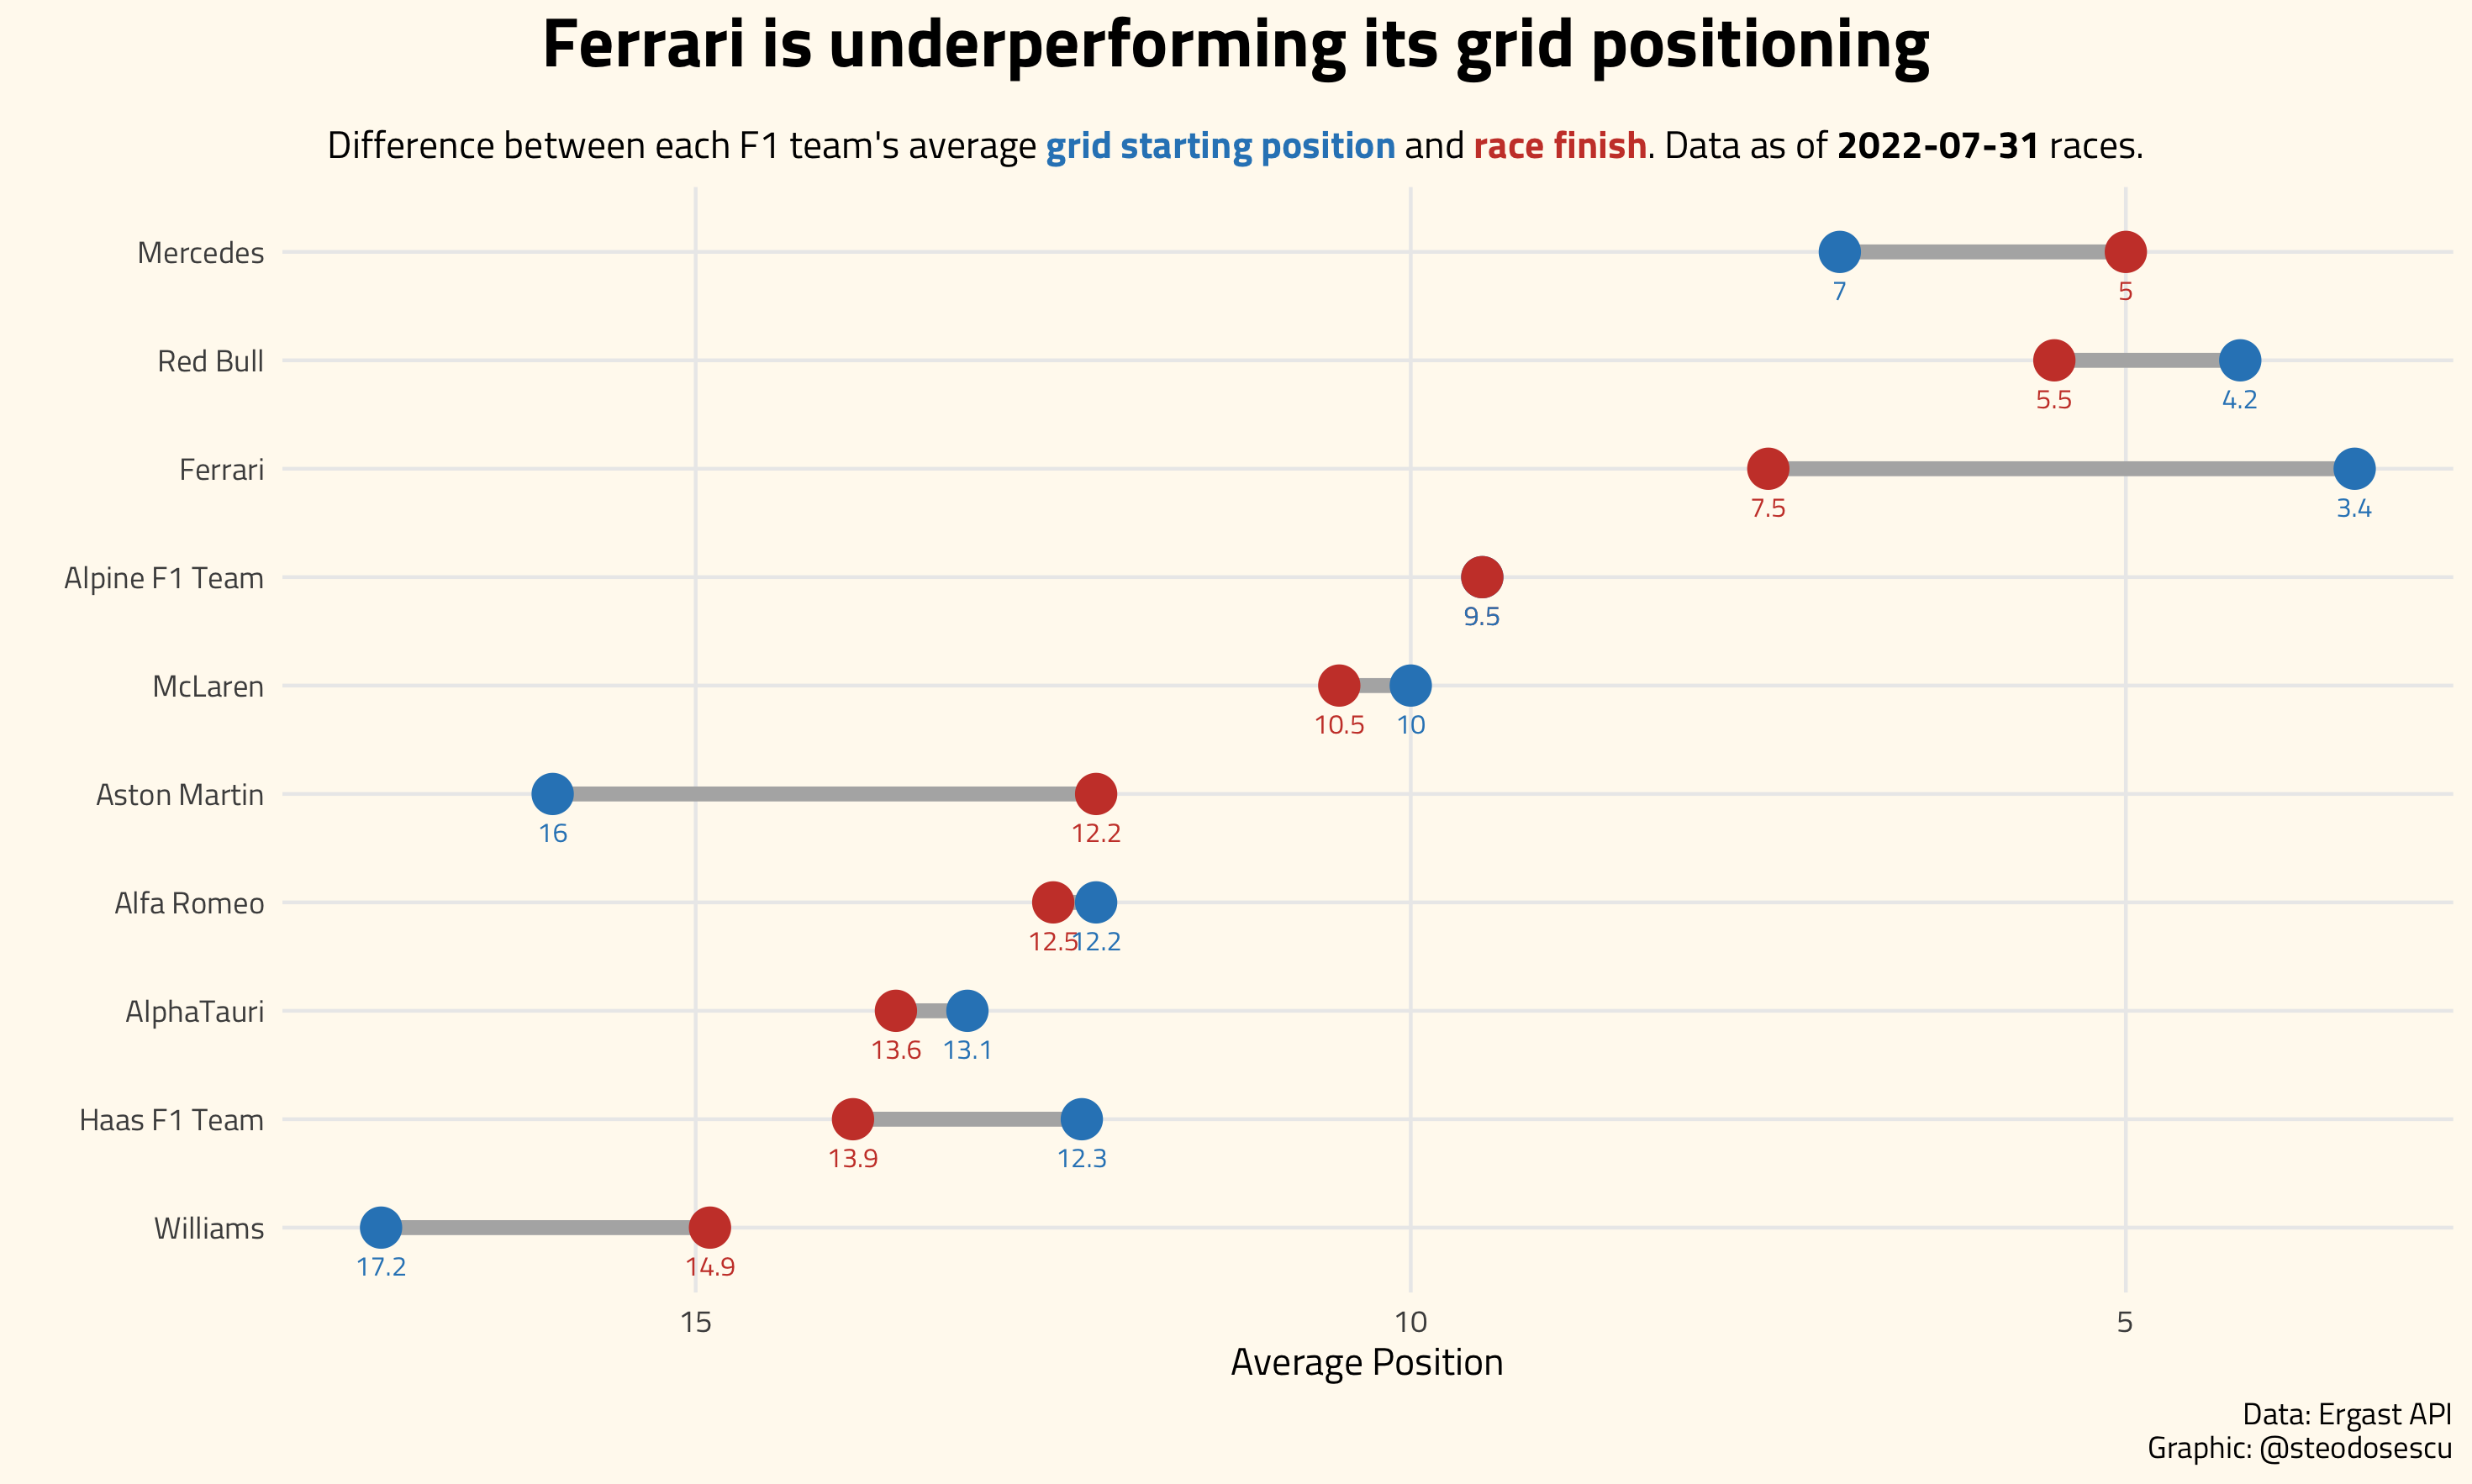 Ferrari is underperforming its grid positioning
Difference between each F1 team's average grid starting position and race finish. Data as of 2022-07-31 races.
Mercedes
7
5
Red Bull
5.5
4.2
Ferrari
7.5
3.4
Alpine F1 Team
9.5
McLaren
10.5
10
Aston Martin
16
12.2
Alfa Romeo
12.5
12.2
AlphaTauri
13.6
13.1
Haas F1 Team
13.9
12.3
Williams
17.2
14.9
15
10
5
Average Position
Data: Ergast API
Graphic: @steodosescu